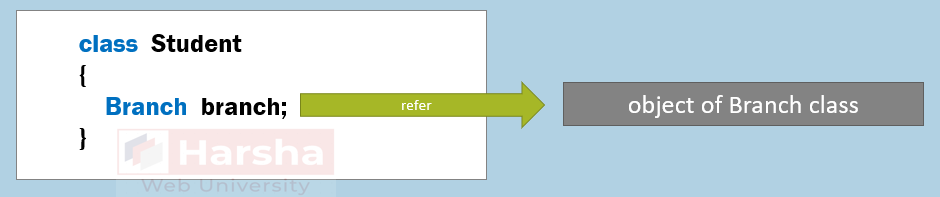 class Student
{
Branch branch;
refer
object of Branch class
}
Harsha
Web University